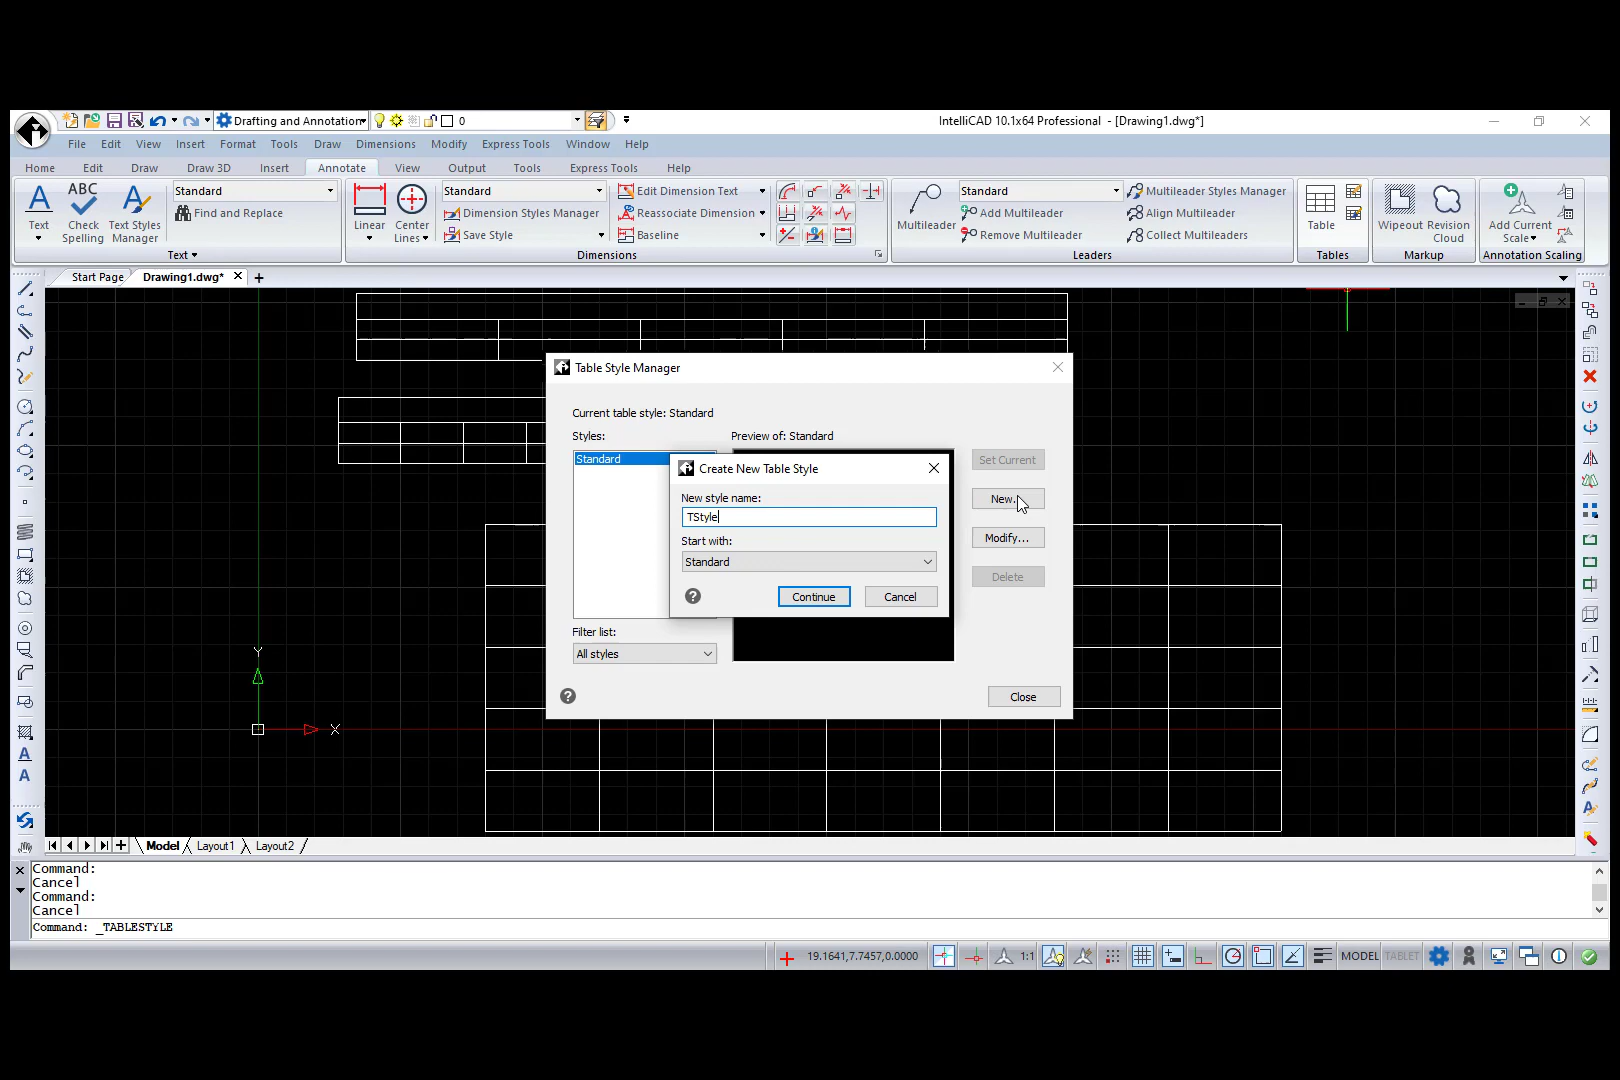 Drafting and Annotation
0
IntelliCAD 10.1x64 Professional - [Drawing1.dwg*]
File Edit View Insert Format Tools Draw Dimensions Modify Express Tools Window Help
Home Edit Draw Draw 3D Insert Annotate View Output Tools Express Tools Help
A ABC A Standard Standard Edit Dimension Text Standard Multileader Styles Manager
Find and Replace Dimension Styles Manager Reassociate Dimension Add Multileader Align Multileader
Text Check Spelling Text Styles Manager Linear Center Lines Save Style Baseline Multileader Remove Multileader Collect Multileaders Table Wipeout Revision Cloud Add Current Scale
Text Dimensions Leaders Tables Markup Annotation Scaling
Start Page Drawing1.dwg*
Table Style Manager
Current table style: Standard
Styles: Preview of: Standard
Standard
Set Current
Create New Table Style
New style name:
New...
TStyle
Start with:
Modify...
Standard
Delete
Continue Cancel
Filter list:
All styles
Close
Y
X
Model Layout1 Layout2
Command:
Cancel
Command:
Cancel
Command: _TABLESTYLE
19.1641,7.7457,0.0000 1:1 MODEL TABLET